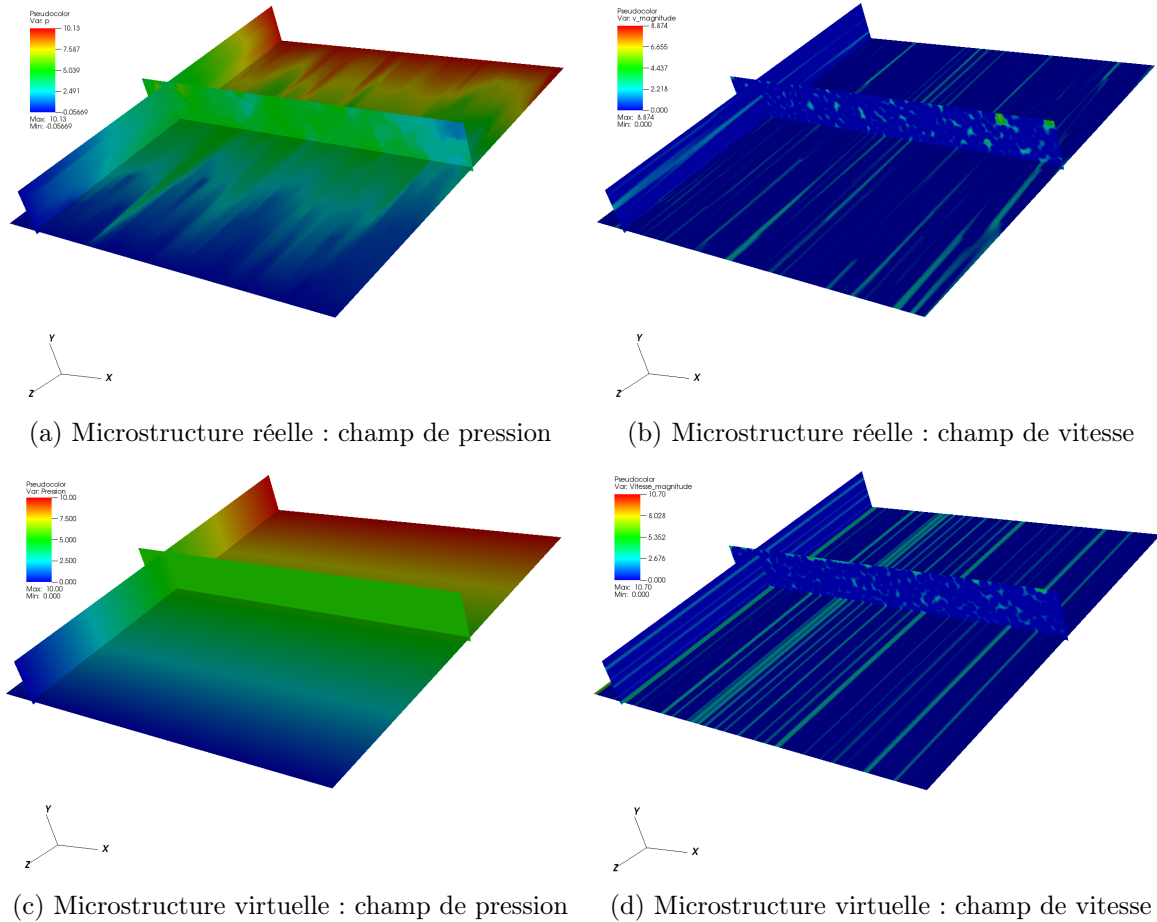 Pseudocolor
Var: p
10.13
7.587
5.039
2.491
-0.05669
Max: 10.13
Min: -0.05669
Y
X
Z
(a) Microstructure réelle : champ de pression
Pseudocolor
Var: v_magnitude
8.874
6.655
4.437
2.218
0.000
Max: 8.874
Min: 0.000
Y
X
Z
(b) Microstructure réelle : champ de vitesse
Pseudocolor
Var: Pression
10.00
7.500
5.000
2.500
0.000
Max: 10.00
Min: 0.000
Y
X
Z
(c) Microstructure virtuelle : champ de pression
Pseudocolor
Var: Vitesse_magnitude
10.70
8.028
5.352
2.676
0.000
Max: 10.70
Min: 0.000
Y
X
Z
(d) Microstructure virtuelle : champ de vitesse